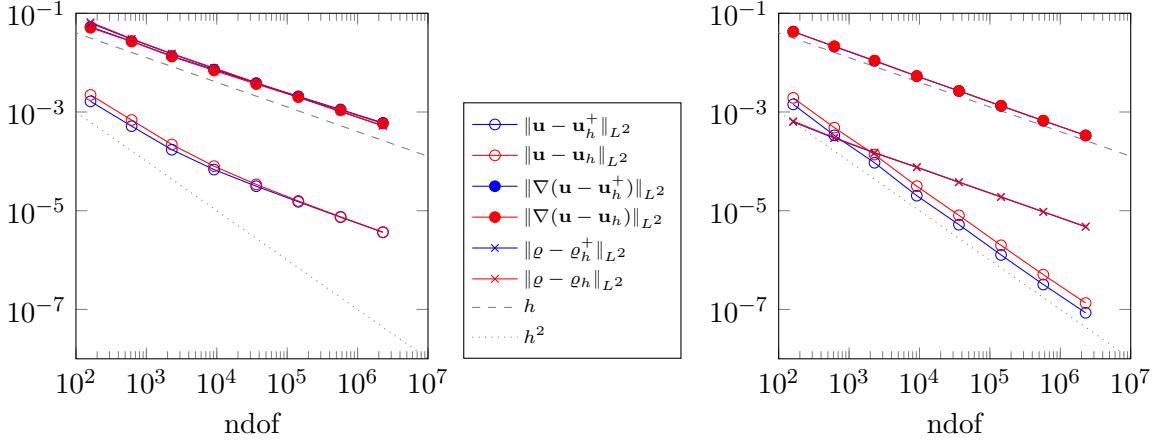 10^{-1}
10^{-3}
10^{-5}
10^{-7}
10^2 10^3 10^4 10^5 10^6 10^7
ndof
‖u − u_h^+‖_{L^2}
‖u − u_h‖_{L^2}
‖∇(u − u_h^+)‖_{L^2}
‖∇(u − u_h)‖_{L^2}
‖ϱ − ϱ_h^+‖_{L^2}
‖ϱ − ϱ_h‖_{L^2}
h
h^2
10^{-1}
10^{-3}
10^{-5}
10^{-7}
10^2 10^3 10^4 10^5 10^6 10^7
ndof